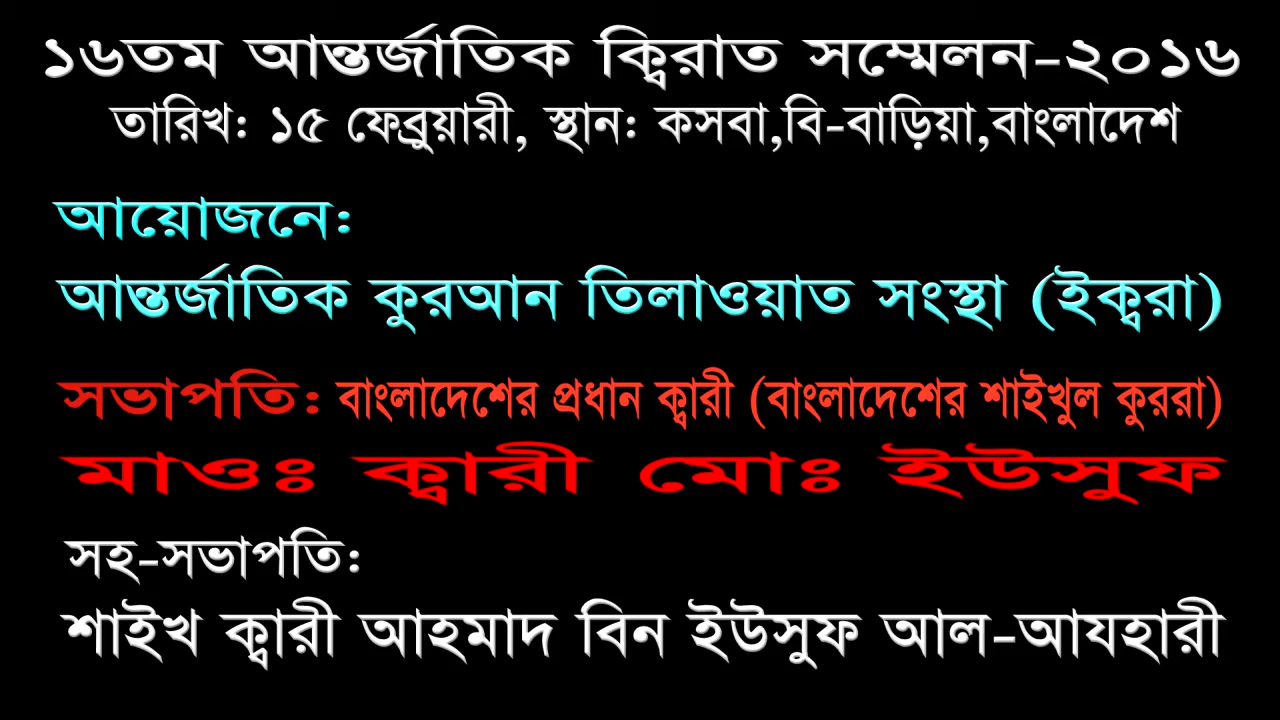 ১৬তম আন্তর্জাতিক ক্বিরাত সম্মেলন-২০১৬
তারিখ: ১৫ ফেব্রুয়ারী, স্থান: কসবা,বি-বাড়িয়া,বাংলাদেশ
আয়োজনে:
আন্তর্জাতিক কুরআন তিলাওয়াত সংস্থা (ইক্বরা)
সভাপতি: বাংলাদেশের প্রধান ক্বারী (বাংলাদেশের শাইখুল কুররা)
মাওঃ ক্বারী মোঃ ইউসুফ
সহ-সভাপতি:
শাইখ ক্বারী আহমাদ বিন ইউসুফ আল-আযহারী